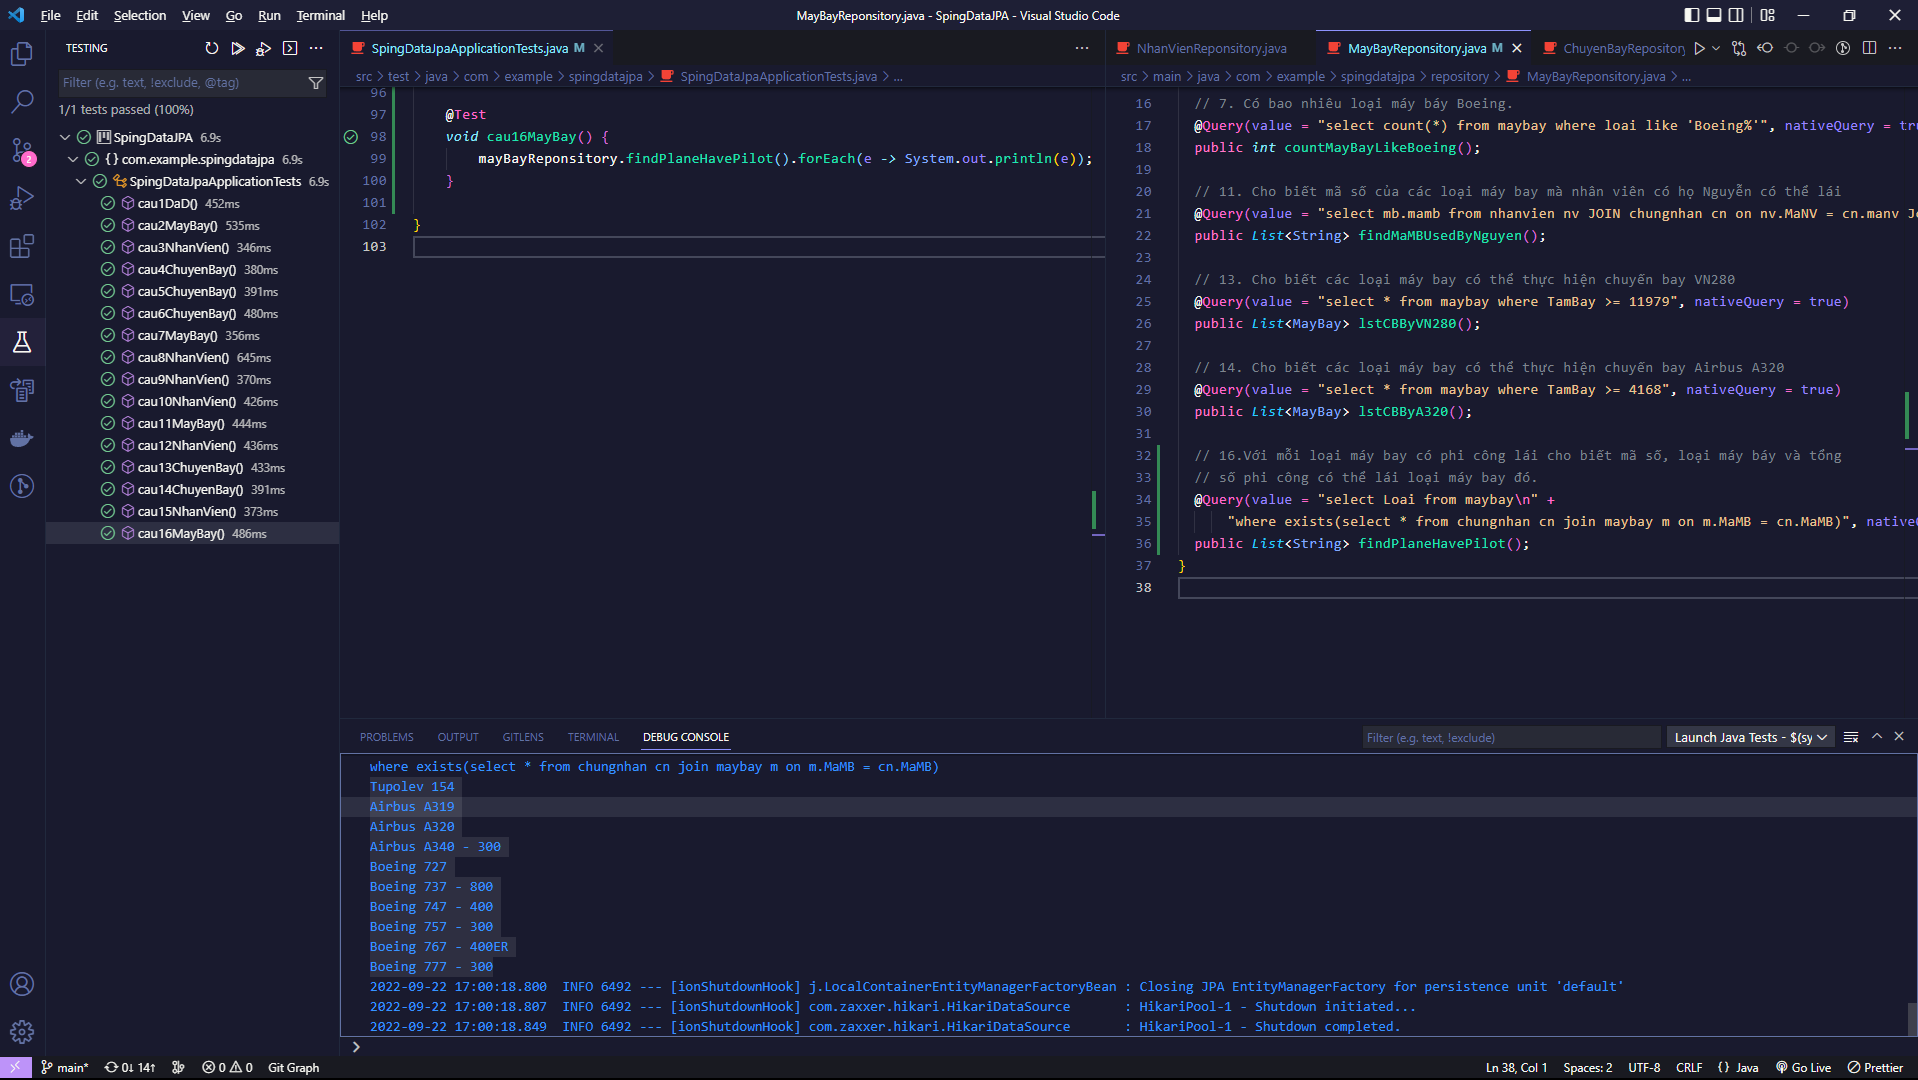 File Edit Selection View Go Run Terminal Help
MayBayReponsitory.java - SpingDataJPA - Visual Studio Code
TESTING
Filter (e.g. text, !exclude, @tag)
1/1 tests passed (100%)
SpingDataJPA 6.9s
{} com.example.spingdatajpa 6.9s
SpingDataJpaApplicationTests 6.9s
cau1DaD() 452ms
cau2MayBay() 535ms
cau3NhanVien() 346ms
cau4ChuyenBay() 380ms
cau5ChuyenBay() 391ms
cau6ChuyenBay() 480ms
cau7MayBay() 356ms
cau8NhanVien() 645ms
cau9NhanVien() 370ms
cau10NhanVien() 426ms
cau11MayBay() 444ms
cau12NhanVien() 436ms
cau13ChuyenBay() 433ms
cau14ChuyenBay() 391ms
cau15NhanVien() 373ms
cau16MayBay() 486ms
2
SpingDataJpaApplicationTests.java M
src > test > java > com > example > spingdatajpa > SpingDataJpaApplicationTests.java > ...
96
97 @Test
98 void cau16MayBay() {
99 mayBayReponsitory.findPlaneHavePilot().forEach(e -> System.out.println(e));
100 }
101
102 }
103
NhanVienReponsitory.java MayBayReponsitory.java M ChuyenBayRepository
src > main > java > com > example > spingdatajpa > repository > MayBayReponsitory.java > ...
16 // 7. Có bao nhiêu loại máy báy Boeing.
17 @Query(value = "select count(*) from maybay where loai like 'Boeing%'", nativeQuery = tru
18 public int countMayBayLikeBoeing();
19
20 // 11. Cho biết mã số của các loại máy bay mà nhân viên có họ Nguyễn có thể lái
21 @Query(value = "select mb.mamb from nhanvien nv JOIN chungnhan cn on nv.MaNV = cn.manv Jo
22 public List<String> findMaMBUsedByNguyen();
23
24 // 13. Cho biết các loại máy bay có thể thực hiện chuyến bay VN280
25 @Query(value = "select * from maybay where TamBay >= 11979", nativeQuery = true)
26 public List<MayBay> lstCBByVN280();
27
28 // 14. Cho biết các loại máy bay có thể thực hiện chuyến bay Airbus A320
29 @Query(value = "select * from maybay where TamBay >= 4168", nativeQuery = true)
30 public List<MayBay> lstCBByA320();
31
32 // 16.Với mỗi loại máy bay có phi công lái cho biết mã số, loại máy báy và tổng
33 // số phi công có thể lái loại máy bay đó.
34 @Query(value = "select Loai from maybay\n" +
35 "where exists(select * from chungnhan cn join maybay m on m.MaMB = cn.MaMB)", nativeQ
36 public List<String> findPlaneHavePilot();
37 }
38
PROBLEMS OUTPUT GITLENS TERMINAL DEBUG CONSOLE
Filter (e.g. text, !exclude)
Launch Java Tests - $(sy
where exists(select * from chungnhan cn join maybay m on m.MaMB = cn.MaMB)
Tupolev 154
Airbus A319
Airbus A320
Airbus A340 - 300
Boeing 727
Boeing 737 - 800
Boeing 747 - 400
Boeing 757 - 300
Boeing 767 - 400ER
Boeing 777 - 300
2022-09-22 17:00:18.800 INFO 6492 --- [ionShutdownHook] j.LocalContainerEntityManagerFactoryBean : Closing JPA EntityManagerFactory for persistence unit 'default'
2022-09-22 17:00:18.807 INFO 6492 --- [ionShutdownHook] com.zaxxer.hikari.HikariDataSource : HikariPool-1 - Shutdown initiated...
2022-09-22 17:00:18.849 INFO 6492 --- [ionShutdownHook] com.zaxxer.hikari.HikariDataSource : HikariPool-1 - Shutdown completed.
main* 0↓ 14↑ 0 0 Git Graph
Ln 38, Col 1 Spaces: 2 UTF-8 CRLF {} Java Go Live Prettier